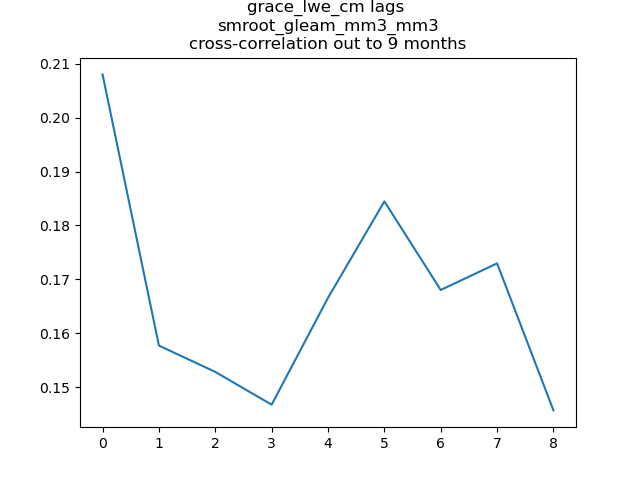 grace_lwe_cm lags
smroot_gleam_mm3_mm3
cross-correlation out to 9 months
0.21
0.20
0.19
0.18
0.17
0.16
0.15
0 1 2 3 4 5 6 7 8